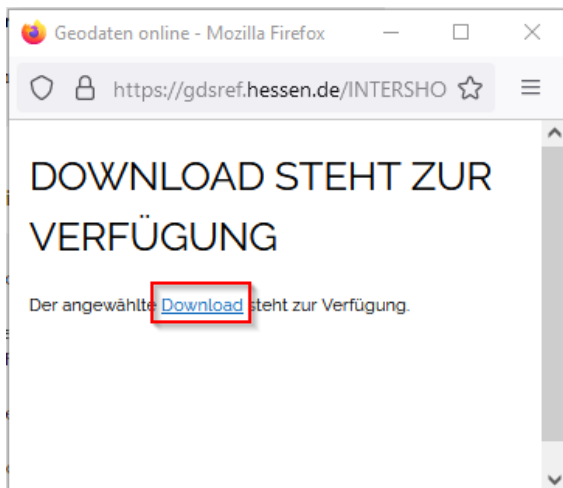 Geodaten online - Mozilla Firefox
https://gdsref.hessen.de/INTERSHO
DOWNLOAD STEHT ZUR
VERFÜGUNG
Der angewählte Download steht zur Verfügung.